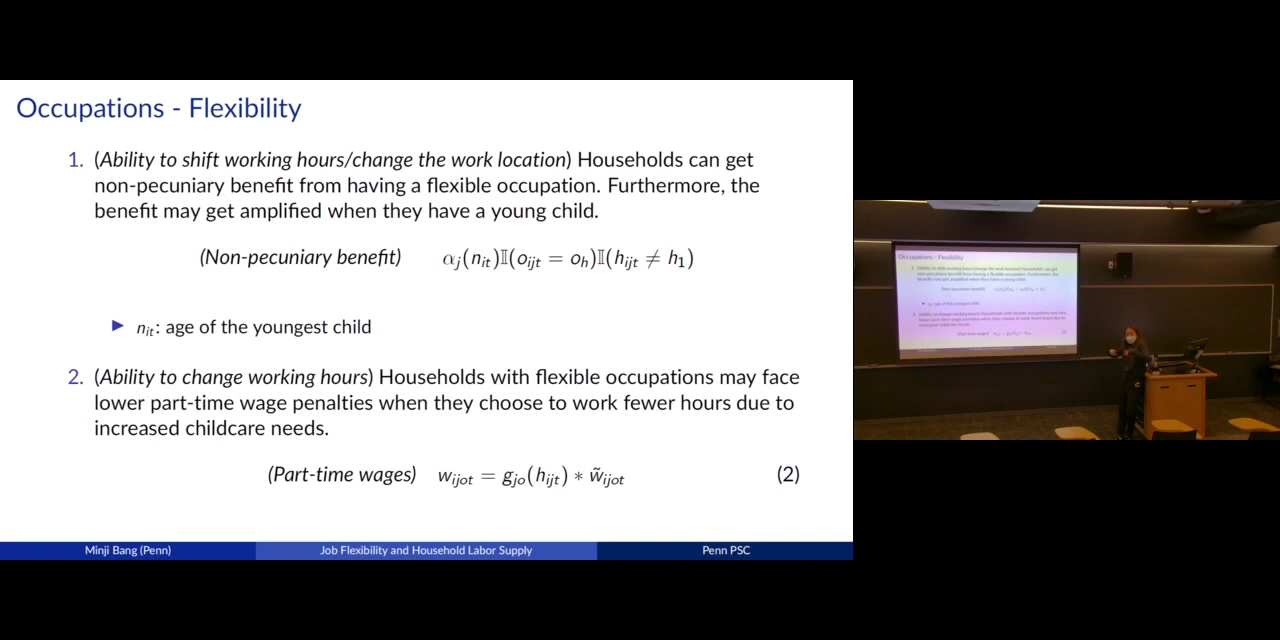 Occupations - Flexibility
1. (Ability to shift working hours/change the work location) Households can get
non-pecuniary benefit from having a flexible occupation. Furthermore, the
benefit may get amplified when they have a young child.
(Non-pecuniary benefit) αⱼ(nᵢₜ)𝕀(oᵢⱼₜ = oₕ)𝕀(hᵢⱼₜ ≠ h₁)
▶ nᵢₜ: age of the youngest child
2. (Ability to change working hours) Households with flexible occupations may face
lower part-time wage penalties when they choose to work fewer hours due to
increased childcare needs.
(Part-time wages) wᵢⱼₒₜ = gⱼₒ(hᵢⱼₜ) ∗ w̃ᵢⱼₒₜ (2)
Minji Bang (Penn) Job Flexibility and Household Labor Supply Penn PSC
Occupations - Flexibility